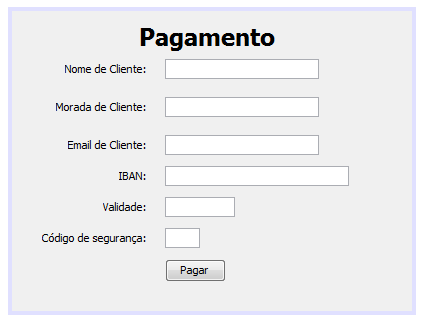 Pagamento
Nome de Cliente:
Morada de Cliente:
Email de Cliente:
IBAN:
Validade:
Código de segurança:
Pagar